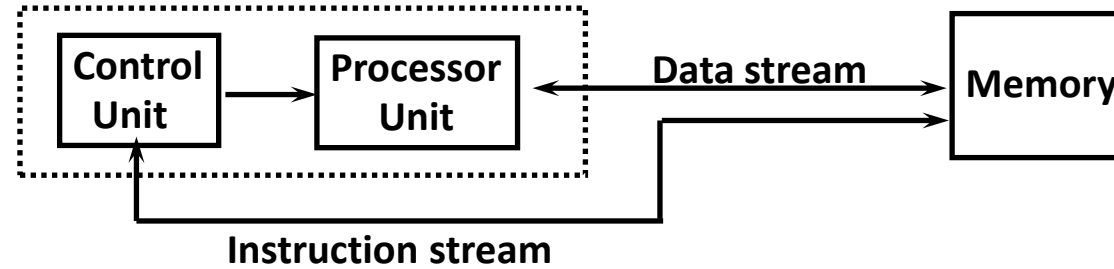 Control
Unit
Processor
Unit
Data stream
Memory
Instruction stream